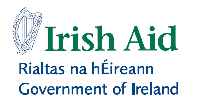 Irish Aid
Rialtas na hÉireann
Government of Ireland